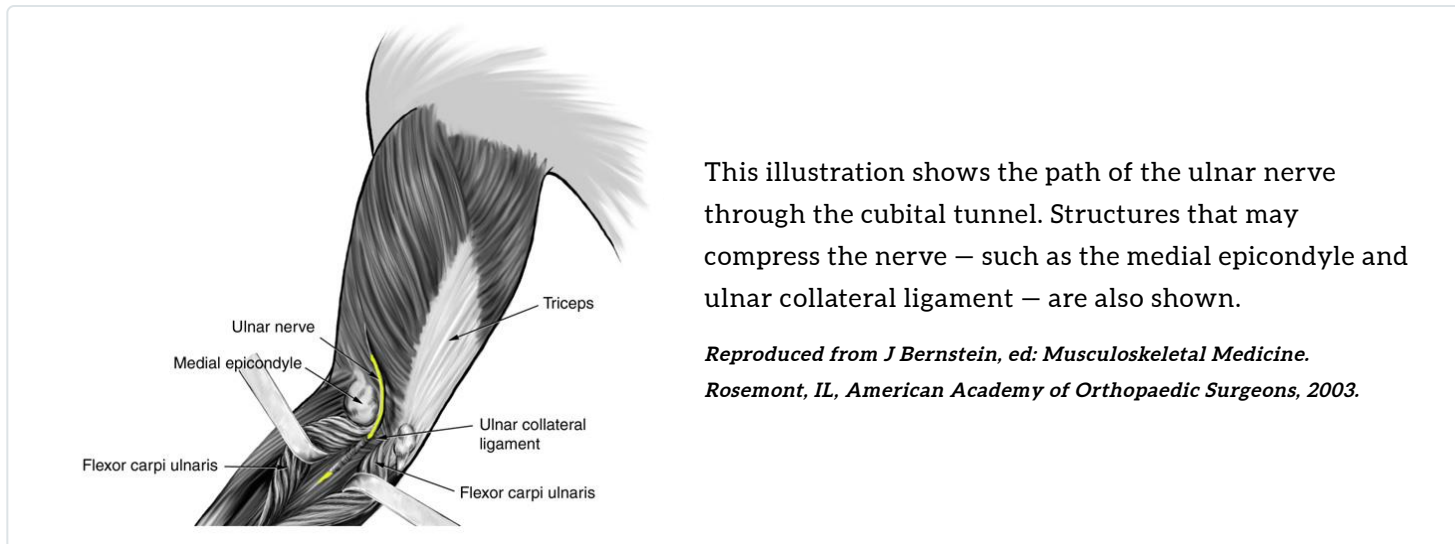 This illustration shows the path of the ulnar nerve
through the cubital tunnel. Structures that may
compress the nerve — such as the medial epicondyle and
ulnar collateral ligament — are also shown.
Reproduced from J Bernstein, ed: Musculoskeletal Medicine.
Rosemont, IL, American Academy of Orthopaedic Surgeons, 2003.
Triceps
Ulnar nerve
Medial epicondyle
Ulnar collateral
ligament
Flexor carpi ulnaris
Flexor carpi ulnaris